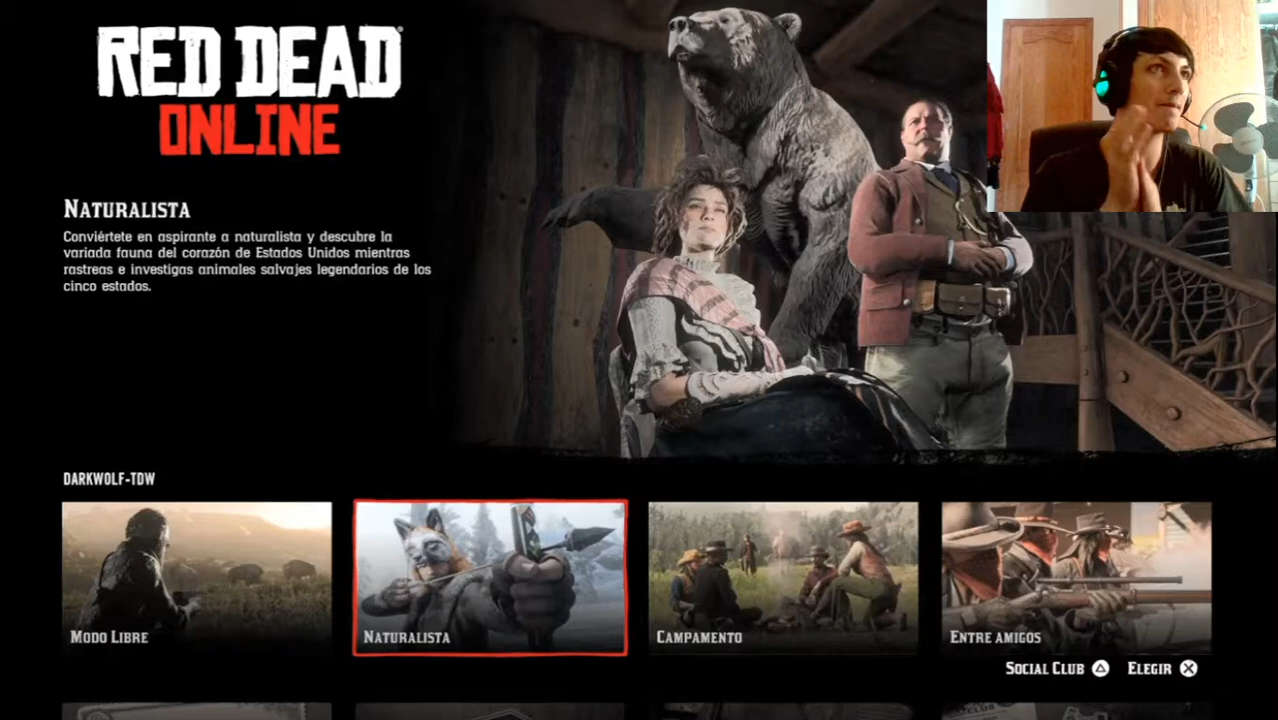 RED DEAD
ONLINE
NATURALISTA
Conviértete en aspirante a naturalista y descubre la
variada fauna del corazón de Estados Unidos mientras
rastreas e investigas animales salvajes legendarios de los
cinco estados.
DARKWOLF-TDW
MODO LIBRE
NATURALISTA
CAMPAMENTO
ENTRE AMIGOS
SOCIAL CLUB
ELEGIR